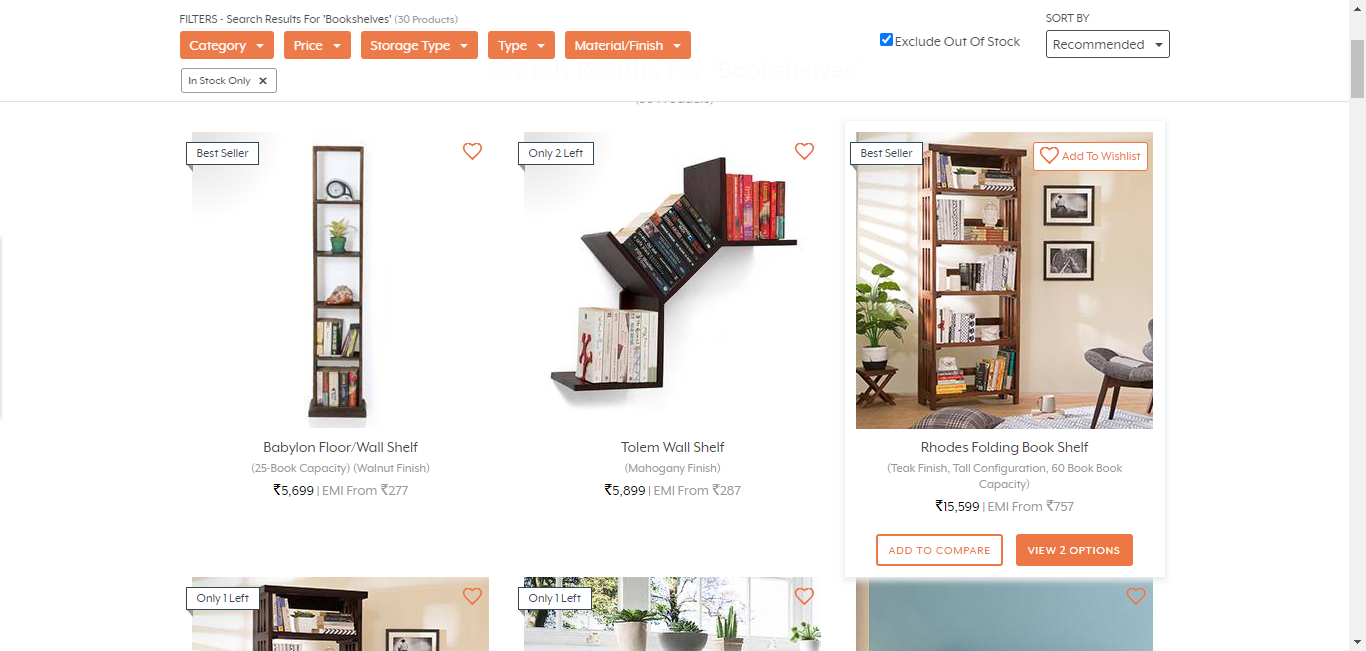 FILTERS - Search Results For 'Bookshelves' (30 Products)
SORT BY
Category
Price
Storage Type
Type
Material/Finish
Exclude Out Of Stock
Recommended
In Stock Only ✕
Search Results For 'Bookshelves'
Best Seller
Only 2 Left
Best Seller
Add To Wishlist
Babylon Floor/Wall Shelf
(25-Book Capacity) (Walnut Finish)
₹5,699 | EMI From ₹277
Tolem Wall Shelf
(Mahogany Finish)
₹5,899 | EMI From ₹287
Rhodes Folding Book Shelf
(Teak Finish, Tall Configuration, 60 Book Book
Capacity)
₹15,599 | EMI From ₹757
ADD TO COMPARE
VIEW 2 OPTIONS
Only 1 Left
Only 1 Left